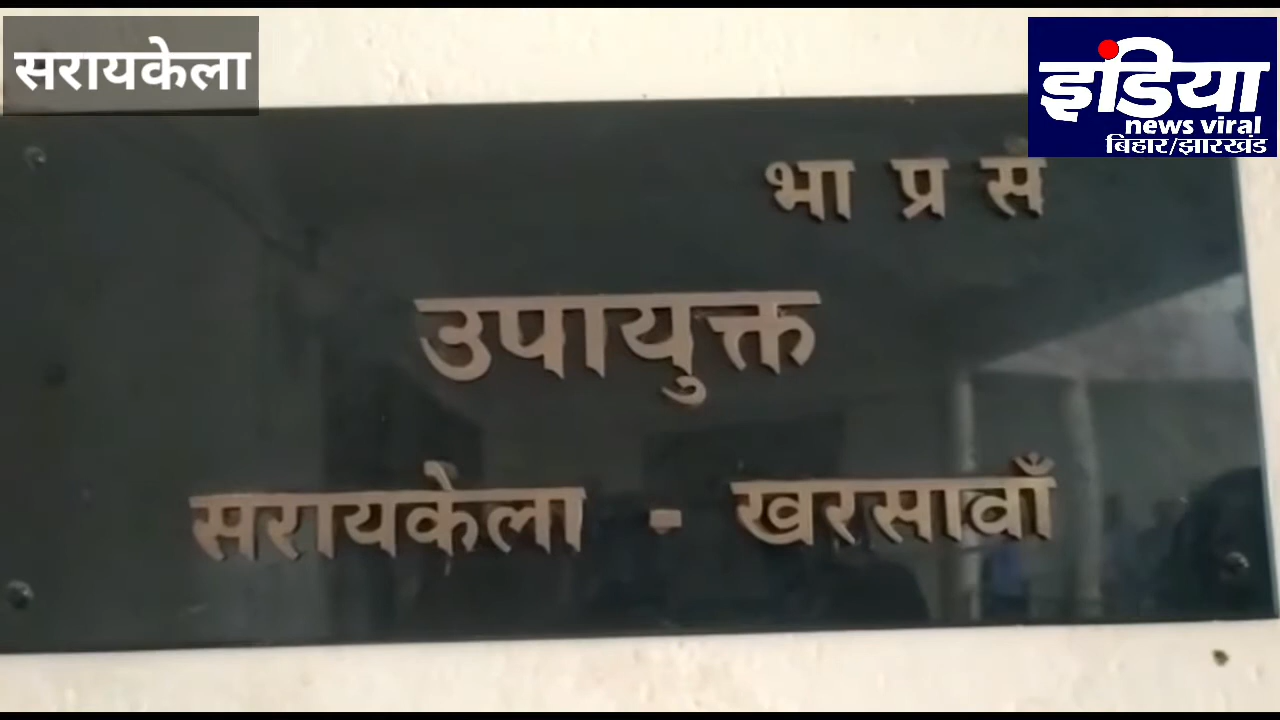 सरायकेला
इंडिया
news viral
बिहार/झारखंड
भा प्र से
उपायुक्त
सरायकेला - खरसावाँ